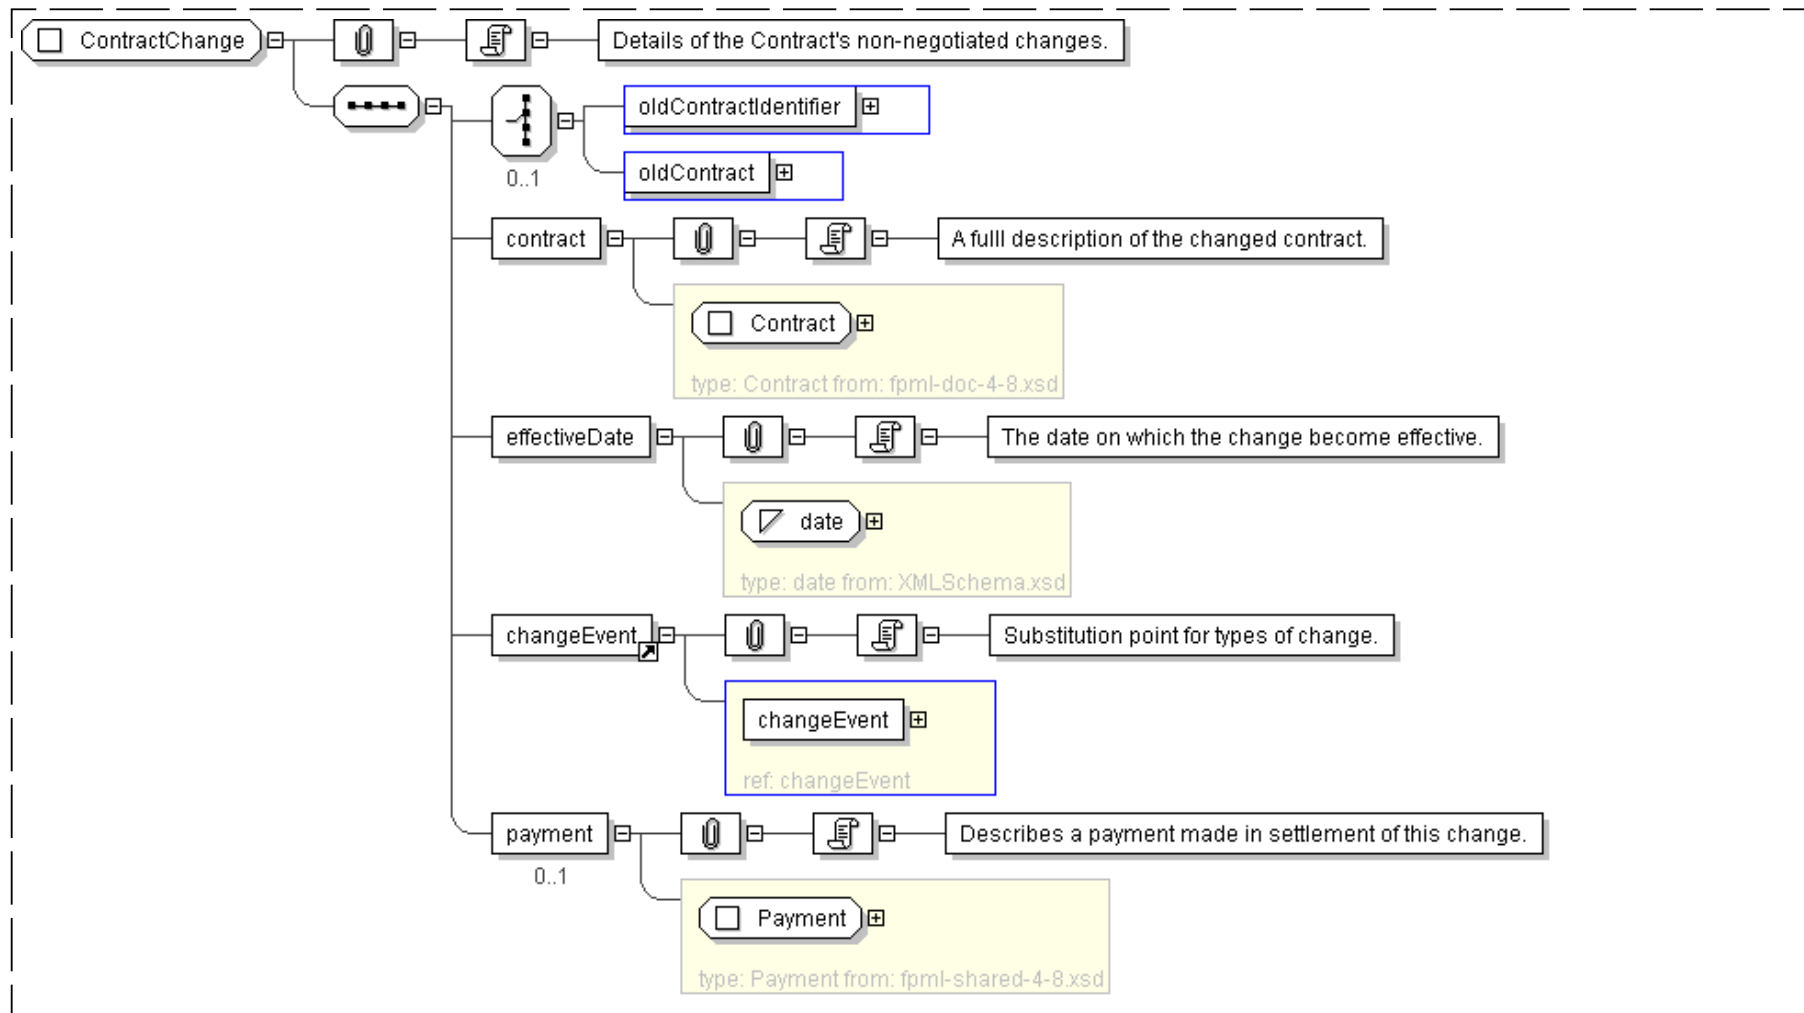 ContractChange
Details of the Contract's non-negotiated changes.
oldContractIdentifier
0..1
oldContract
contract
A fulll description of the changed contract.
Contract
type: Contract from: fpml-doc-4-8.xsd
effectiveDate
The date on which the change become effective.
date
type: date from: XMLSchema.xsd
changeEvent
Substitution point for types of change.
changeEvent
ref: changeEvent
payment
Describes a payment made in settlement of this change.
0..1
Payment
type: Payment from: fpml-shared-4-8.xsd